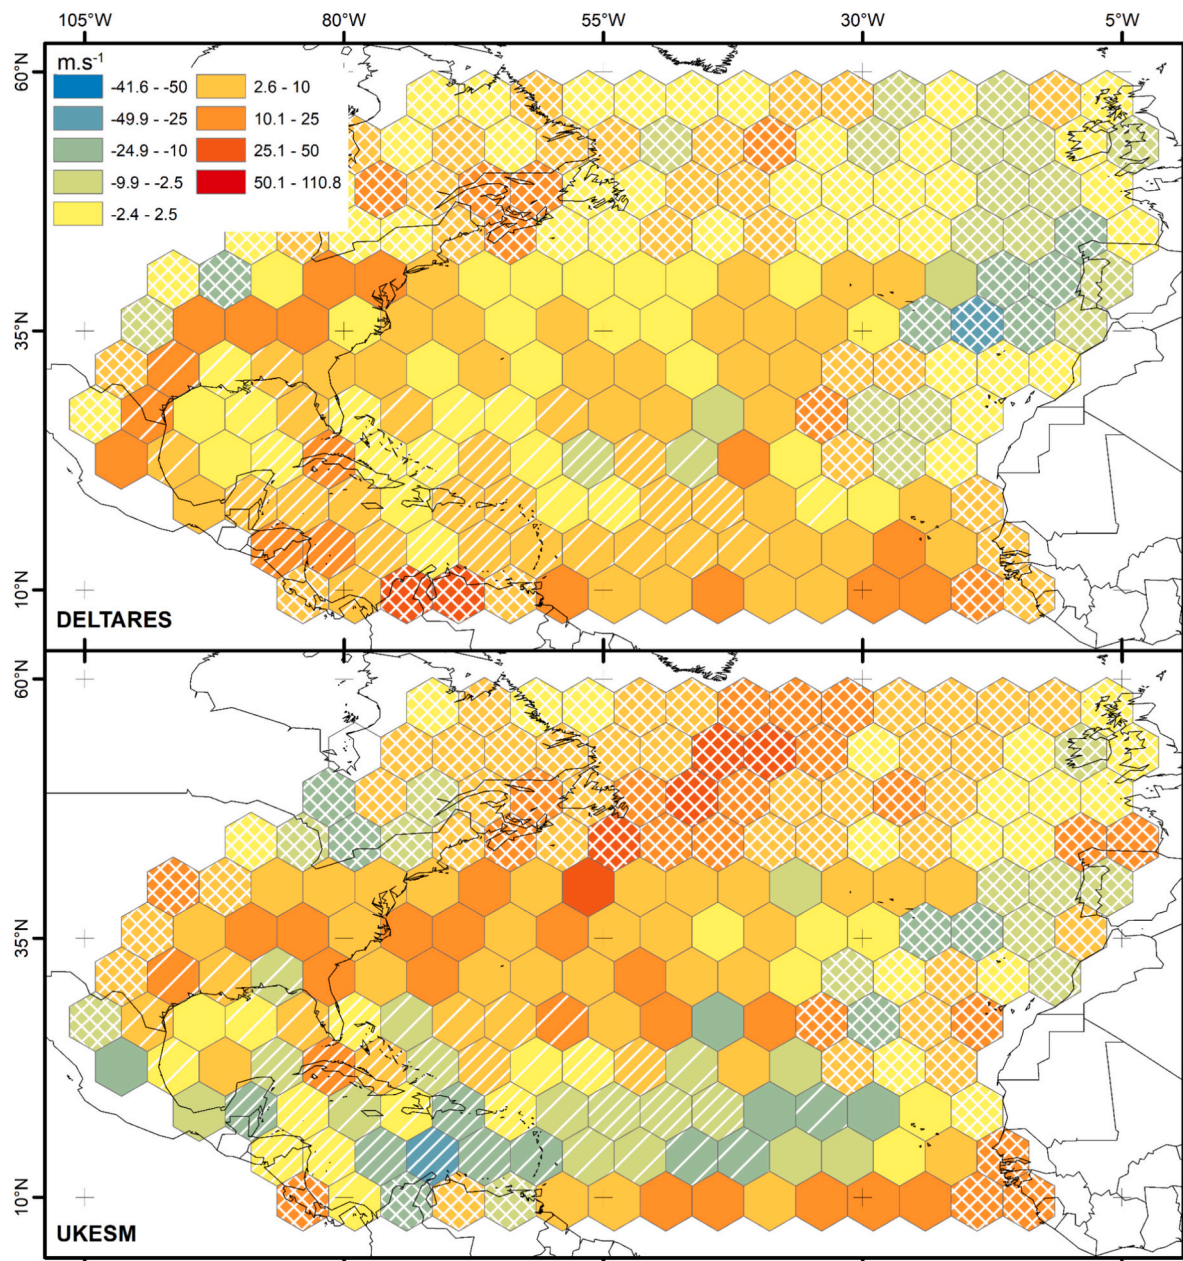 105°W 80°W 55°W 30°W 5°W
60°N
m.s⁻¹
-41.6 - -50 2.6 - 10
-49.9 - -25 10.1 - 25
-24.9 - -10 25.1 - 50
-9.9 - -2.5 50.1 - 110.8
-2.4 - 2.5
35°N
10°N
DELTARES
60°N
35°N
10°N
UKESM